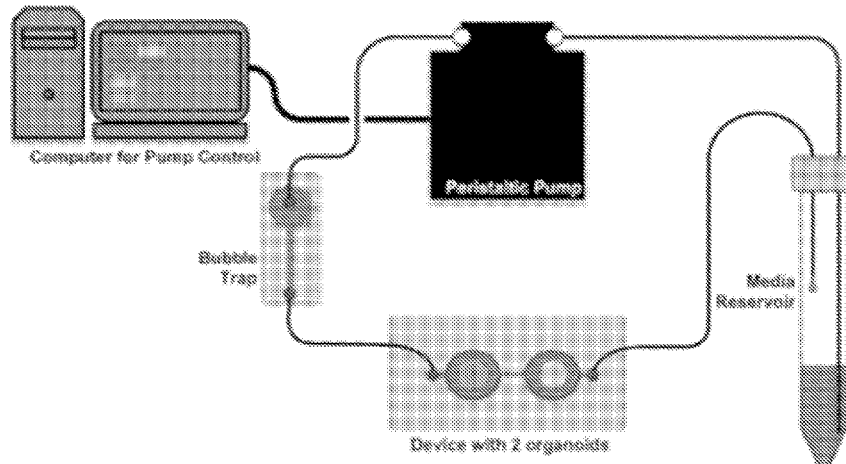 Computer for Pump Control
Peristaltic Pump
Bubble
Trap
Media
Reservoir
Device with 2 organoids